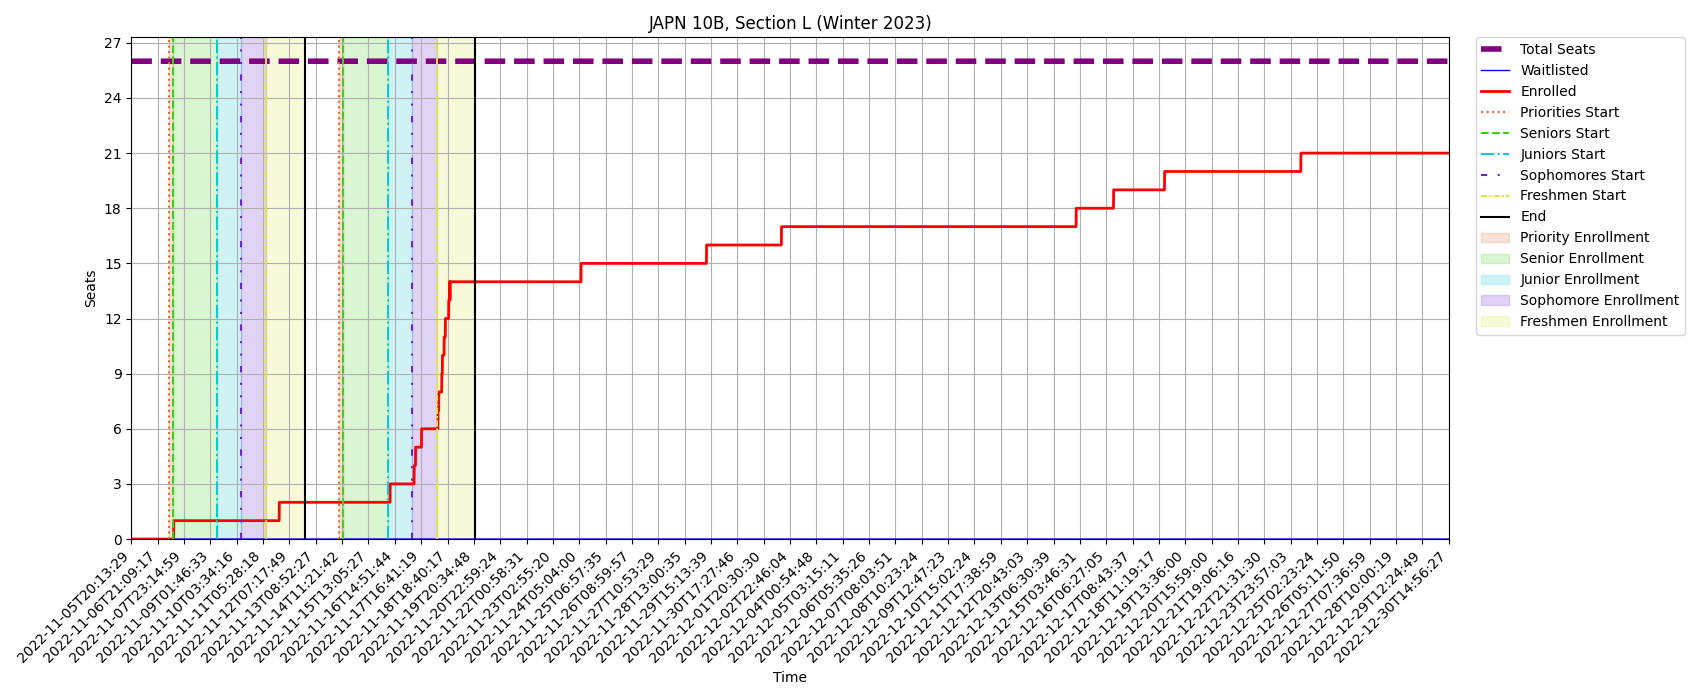 JAPN 10B, Section L (Winter 2023)
27
24
21
18
15
12
9
6
3
0
Seats
2022-11-05T20:13:29
2022-11-06T21:09:17
2022-11-07T23:14:59
2022-11-09T01:46:33
2022-11-10T03:34:16
2022-11-11T05:28:18
2022-11-12T07:17:49
2022-11-13T08:52:27
2022-11-14T11:21:42
2022-11-15T13:05:27
2022-11-16T14:51:44
2022-11-17T16:41:19
2022-11-18T18:40:17
2022-11-19T20:34:48
2022-11-20T22:59:24
2022-11-22T00:58:31
2022-11-23T02:55:20
2022-11-24T05:04:00
2022-11-25T06:57:35
2022-11-26T08:59:57
2022-11-27T10:53:29
2022-11-28T13:00:35
2022-11-29T15:13:39
2022-11-30T17:27:46
2022-12-01T20:30:30
2022-12-02T22:46:04
2022-12-04T00:54:48
2022-12-05T03:15:11
2022-12-06T05:35:26
2022-12-07T08:03:51
2022-12-08T10:23:24
2022-12-09T12:47:23
2022-12-10T15:02:24
2022-12-11T17:38:59
2022-12-12T20:43:03
2022-12-13T06:30:39
2022-12-15T03:46:31
2022-12-16T06:27:05
2022-12-17T08:43:37
2022-12-18T11:19:17
2022-12-19T13:36:00
2022-12-20T15:59:00
2022-12-21T19:06:16
2022-12-22T21:31:30
2022-12-23T23:57:03
2022-12-25T02:23:24
2022-12-26T05:11:50
2022-12-27T07:36:59
2022-12-28T10:00:19
2022-12-29T12:24:49
2022-12-30T14:56:27
Time
Total Seats
Waitlisted
Enrolled
Priorities Start
Seniors Start
Juniors Start
Sophomores Start
Freshmen Start
End
Priority Enrollment
Senior Enrollment
Junior Enrollment
Sophomore Enrollment
Freshmen Enrollment